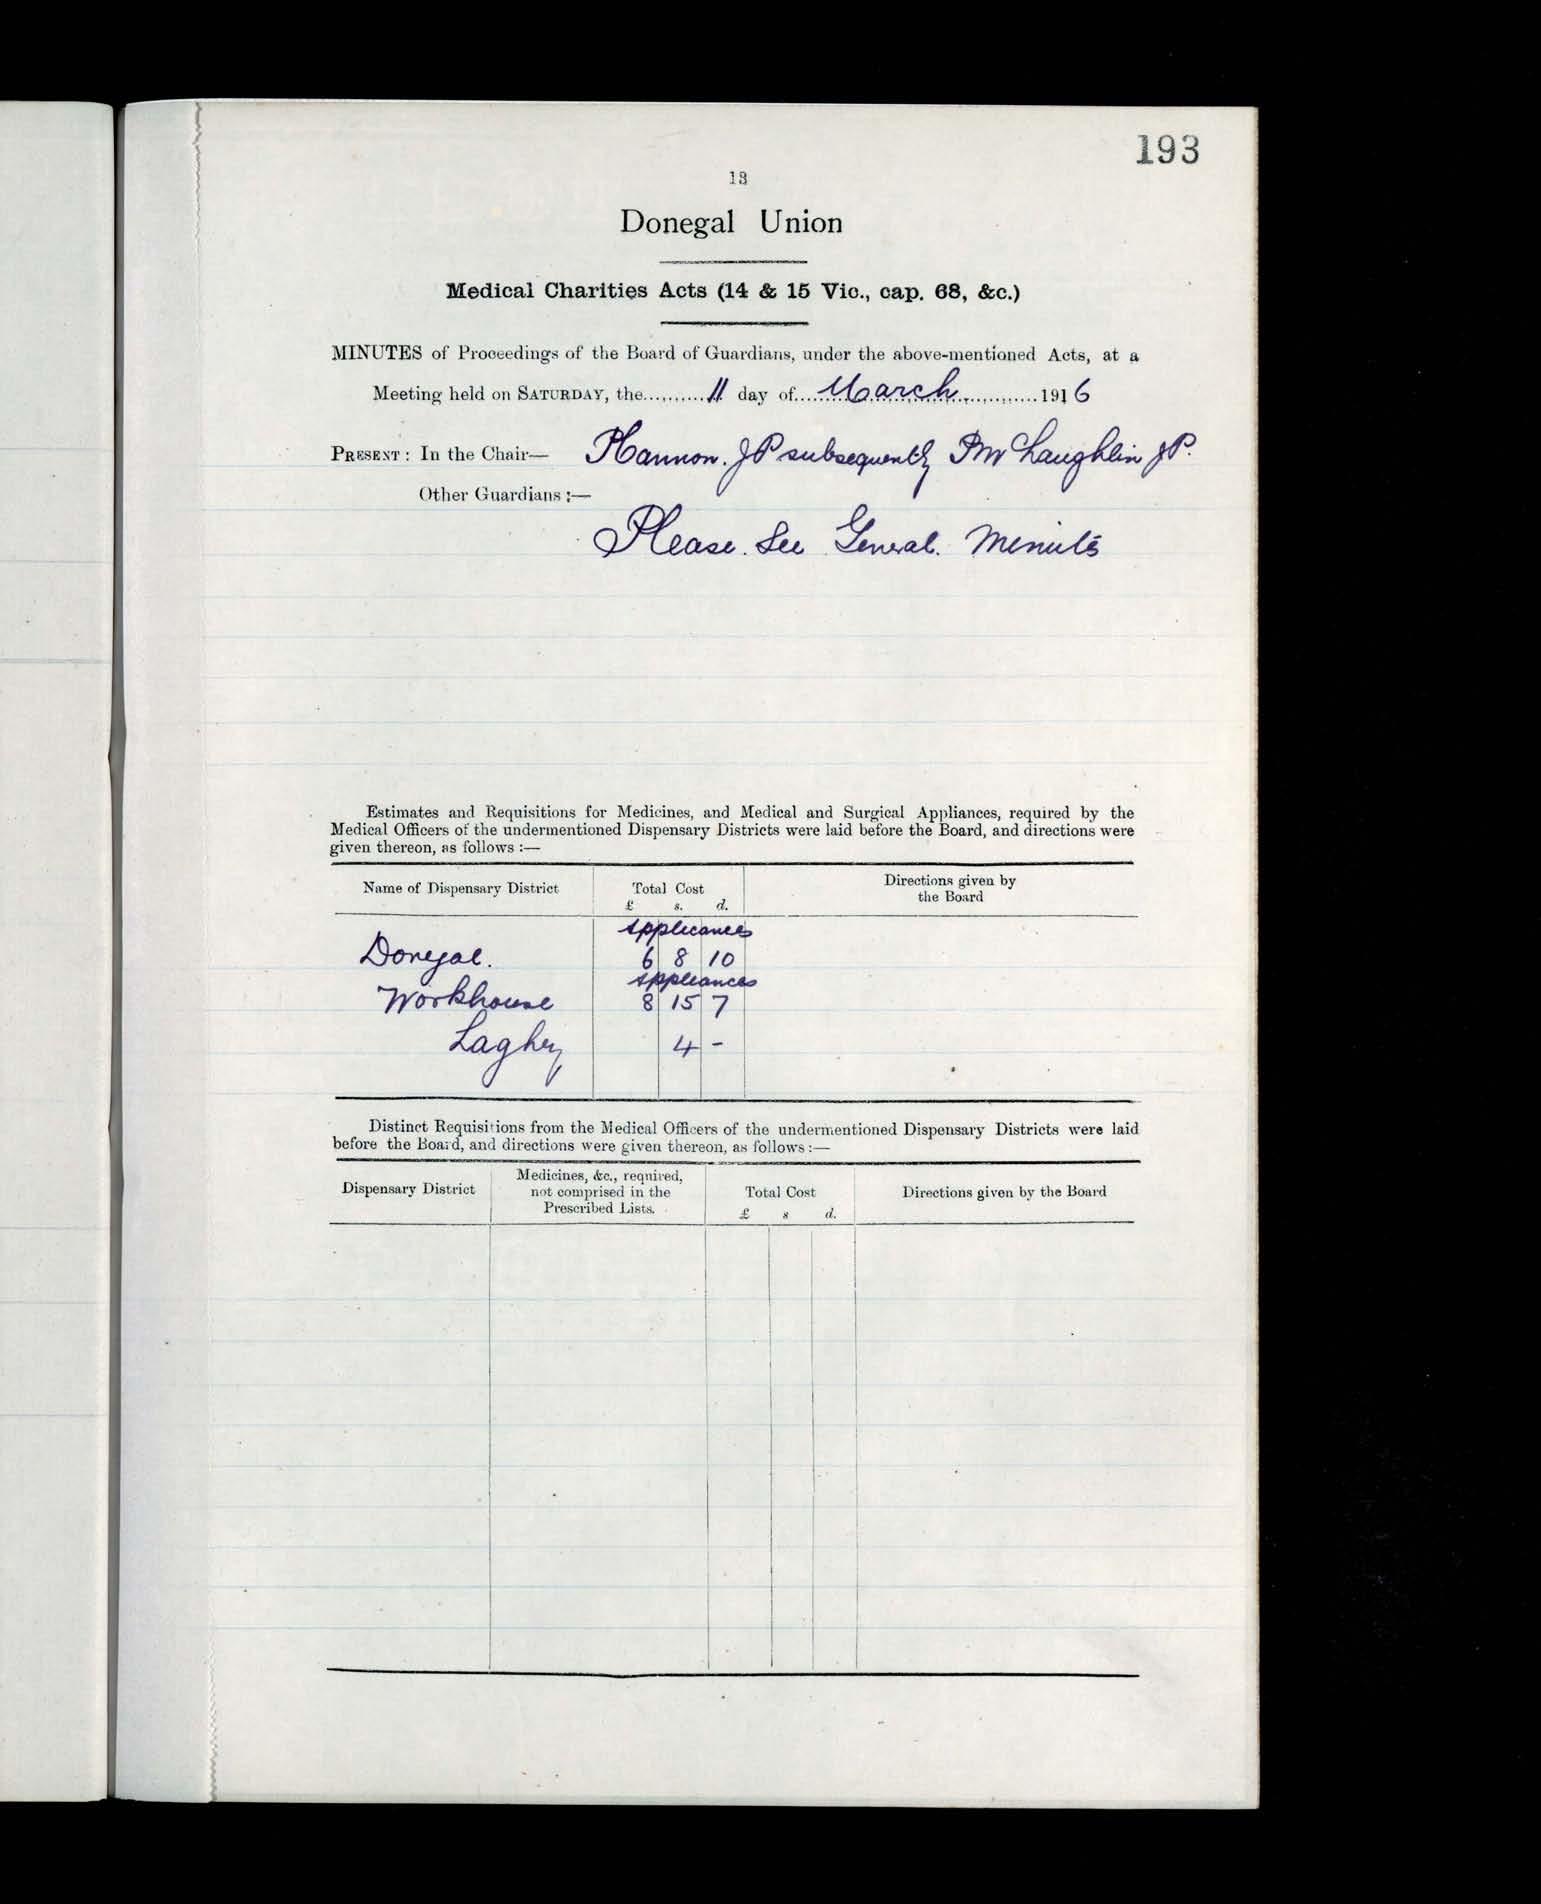 193
13
Donegal Union
Medical Charities Acts (14 & 15 Vic., cap. 68, &c.)
MINUTES of Proceedings of the Board of Guardians, under the above-mentioned Acts, at a
Meeting held on SATURDAY, the 11 day of March 1916
PRESENT: In the Chair— Hannon. JP subsequently McLaughlin JP.
Other Guardians :—
Please. See General. Minutes
Estimates and Requisitions for Medicines, and Medical and Surgical Appliances, required by the
Medical Officers of the undermentioned Dispensary Districts were laid before the Board, and directions were
given thereon, as follows :—
Name of Dispensary District Total Cost £ s. d. Directions given by the Board
Appliances
Donegal. 6 8 10
Appliances
Workhouse 8 15 7
Laghey 4 -
Distinct Requisitions from the Medical Officers of the undermentioned Dispensary Districts were laid
before the Board, and directions were given thereon, as follows :—
Dispensary District Medicines, &c., required, not comprised in the Prescribed Lists. Total Cost £ s d. Directions given by the Board